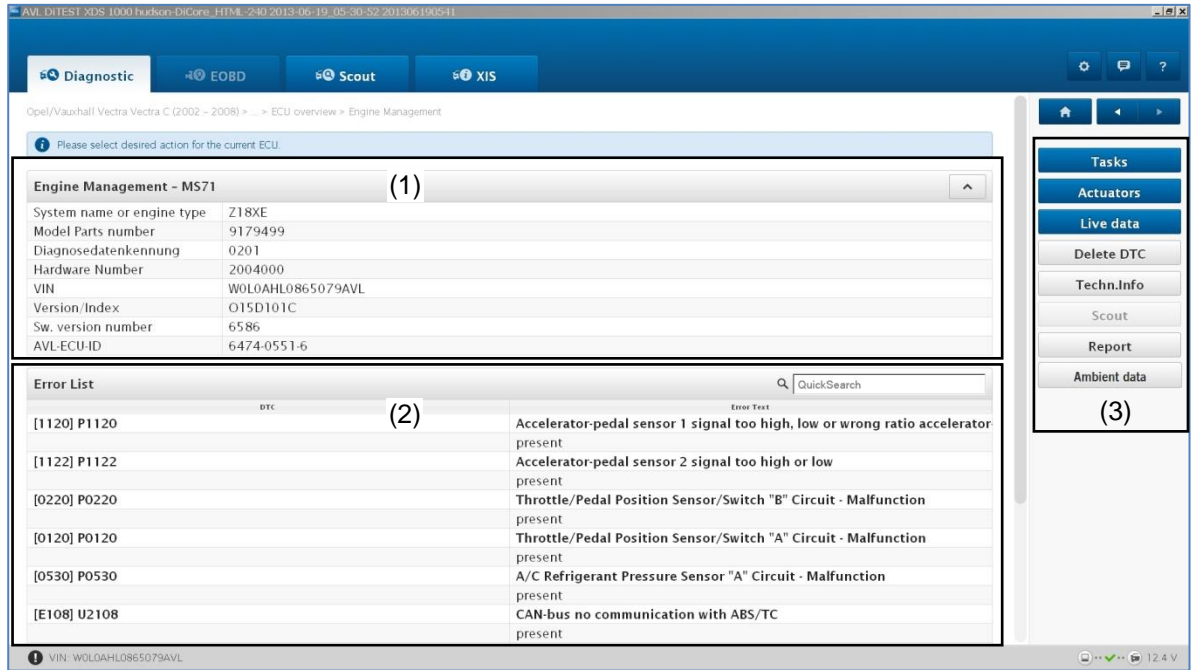 AVL DITEST XDS 1000 hudson-DiCore_HTML-240 2013-06-19_05-30-52 201306190541
Diagnostic EOBD Scout XIS ?
Opel/Vauxhall Vectra Vectra C (2002 - 2008) > ... > ECU overview > Engine Management
Please select desired action for the current ECU.
Engine Management - MS71 (1)
System name or engine type Z18XE
Model Parts number 9179499
Diagnosedatenkennung 0201
Hardware Number 2004000
VIN W0L0AHL0865079AVL
Version/Index O15D101C
Sw. version number 6586
AVL-ECU-ID 6474-0551-6
Error List QuickSearch
DTC (2) Error Text
[1120] P1120 Accelerator-pedal sensor 1 signal too high, low or wrong ratio accelerator-
present
[1122] P1122 Accelerator-pedal sensor 2 signal too high or low
present
[0220] P0220 Throttle/Pedal Position Sensor/Switch "B" Circuit - Malfunction
present
[0120] P0120 Throttle/Pedal Position Sensor/Switch "A" Circuit - Malfunction
present
[0530] P0530 A/C Refrigerant Pressure Sensor "A" Circuit - Malfunction
present
[E108] U2108 CAN-bus no communication with ABS/TC
present
Tasks
Actuators
Live data
Delete DTC
Techn.Info
Scout
Report
Ambient data
(3)
VIN: W0L0AHL0865079AVL 12.4 V